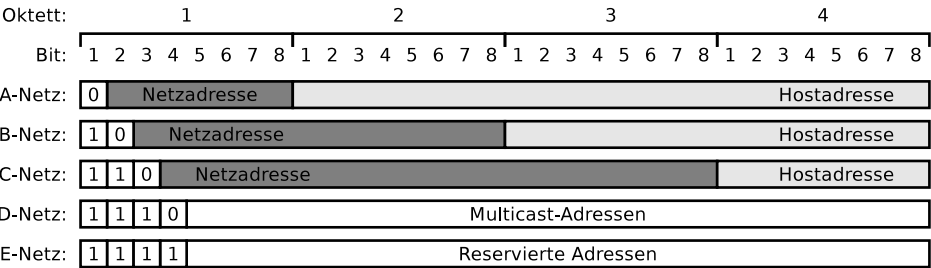 Oktett: 1 2 3 4
Bit: 1 2 3 4 5 6 7 8 1 2 3 4 5 6 7 8 1 2 3 4 5 6 7 8 1 2 3 4 5 6 7 8
A-Netz: 0 Netzadresse Hostadresse
B-Netz: 1 0 Netzadresse Hostadresse
C-Netz: 1 1 0 Netzadresse Hostadresse
D-Netz: 1 1 1 0 Multicast-Adressen
E-Netz: 1 1 1 1 Reservierte Adressen